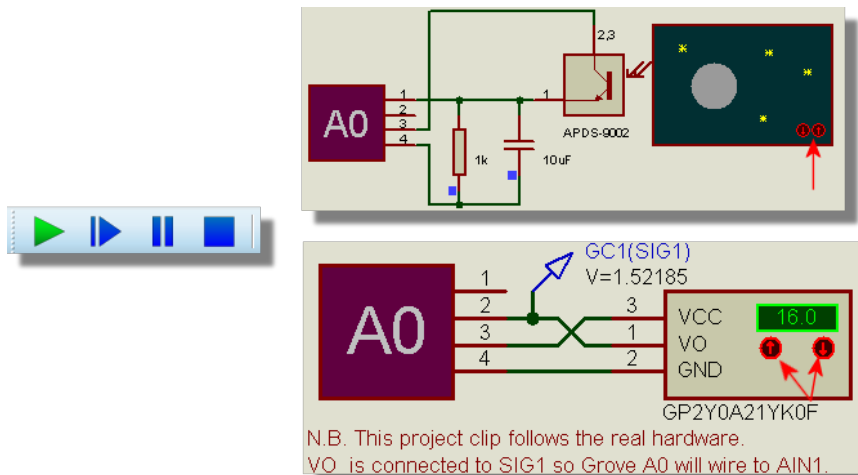 2,3
1
2
3
4
A0
1
1k
10uF
APDS-9002
GC1(SIG1)
V=1.52185
A0
1
2
3
4
3
1
2
VCC
VO
GND
16.0
GP2Y0A21YK0F
N.B. This project clip follows the real hardware.
VO is connected to SIG1 so Grove A0 will wire to AIN1.